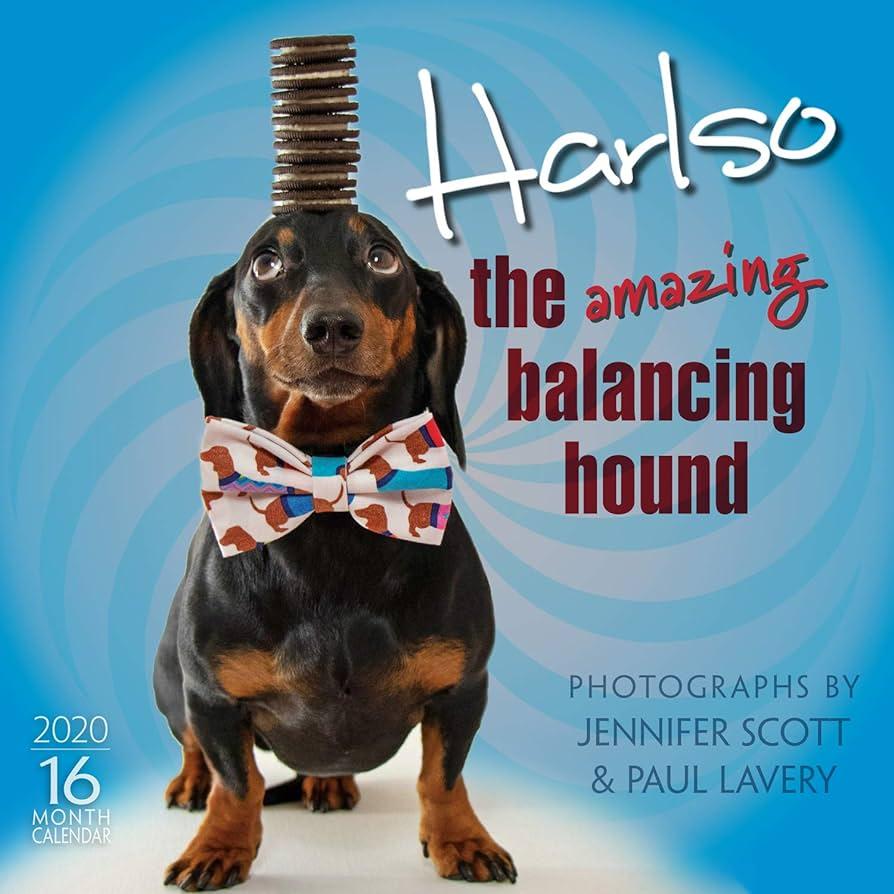 Harlso
the amazing
balancing
hound
PHOTOGRAPHS BY
JENNIFER SCOTT
& PAUL LAVERY
2020
16
MONTH
CALENDAR